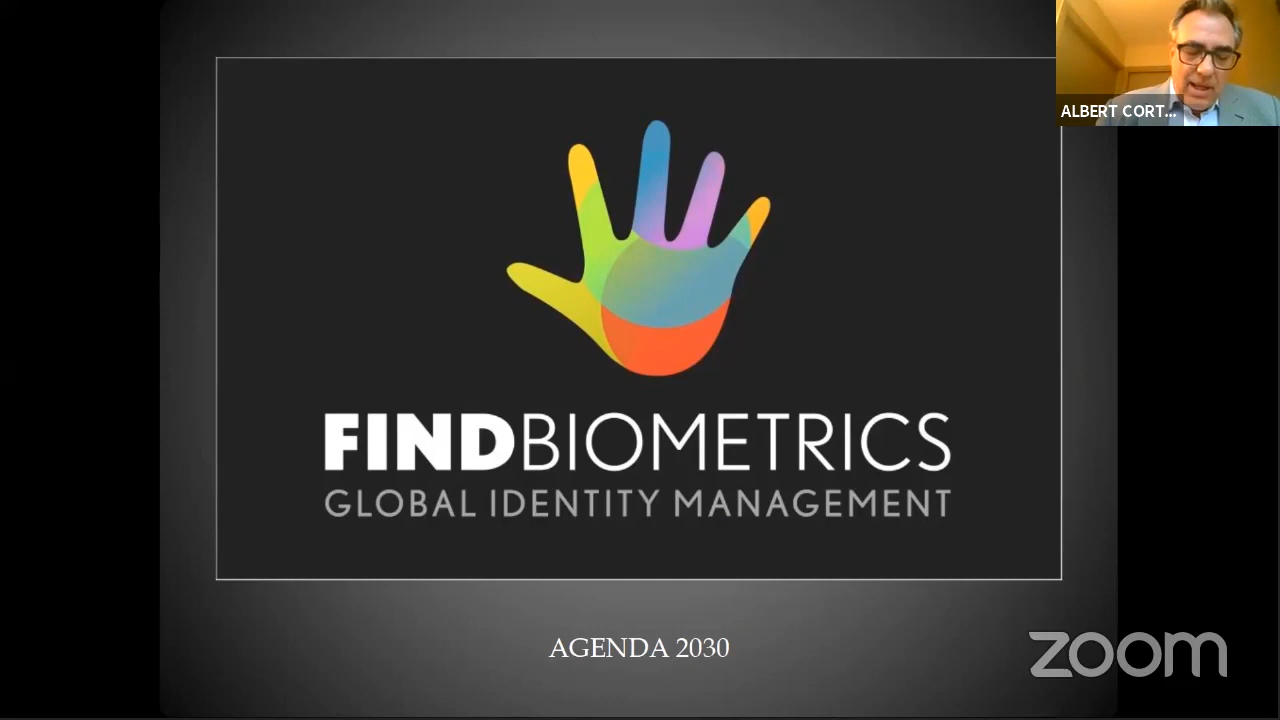 ALBERT CORT...
FINDBIOMETRICS
GLOBAL IDENTITY MANAGEMENT
AGENDA 2030
zoom